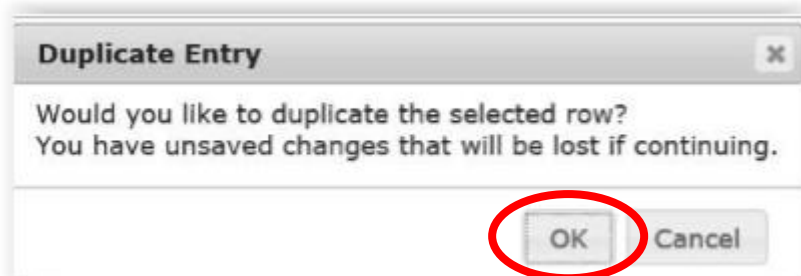 Duplicate Entry
Would you like to duplicate the selected row?
You have unsaved changes that will be lost if continuing.
OK Cancel